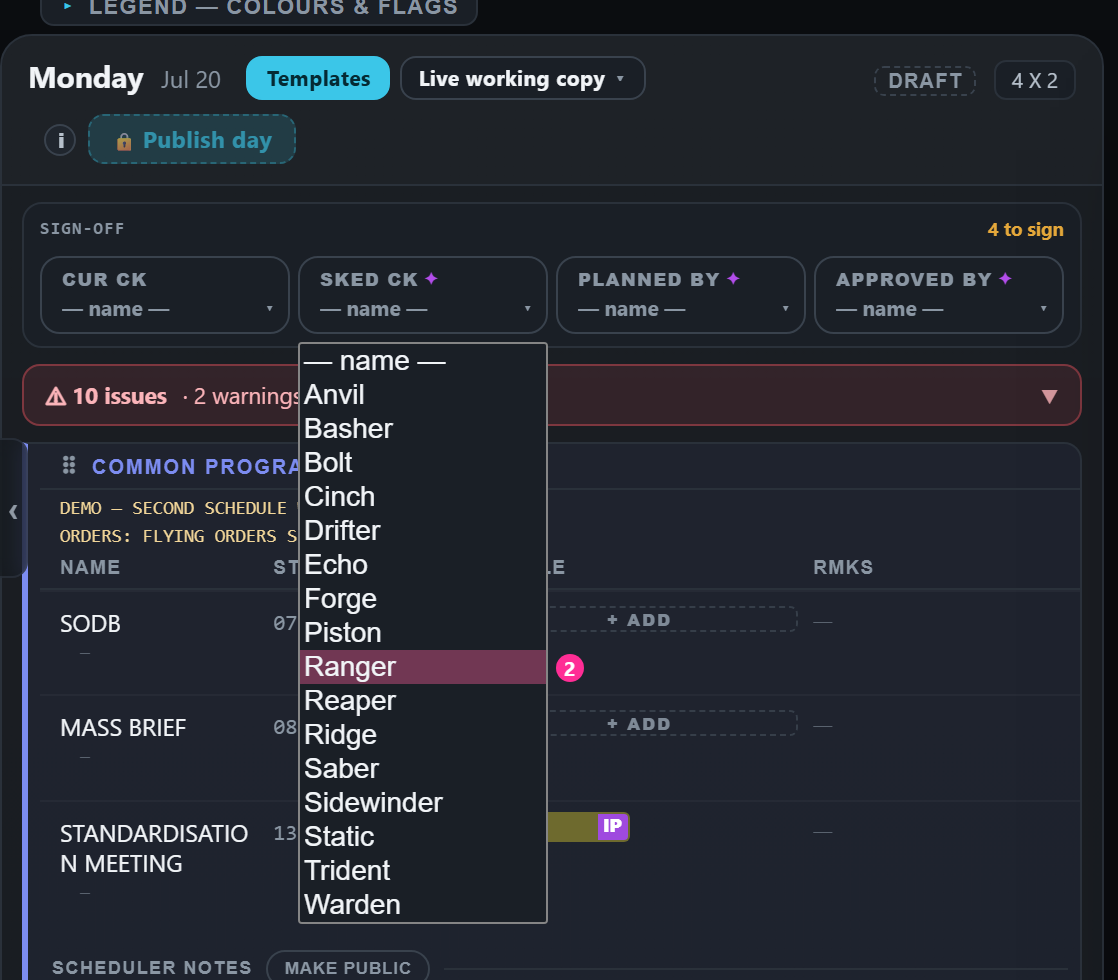 LEGEND — COLOURS & FLAGS
Monday Jul 20 Templates Live working copy DRAFT 4 X 2
i Publish day
SIGN-OFF 4 to sign
CUR CK SKED CK PLANNED BY APPROVED BY
— name — — name — — name — — name —
— name —
10 issues · 2 warnings
Anvil
Basher
Bolt
COMMON PROGRA
Cinch
DEMO — SECOND SCHEDULE
Drifter
ORDERS: FLYING ORDERS S
Echo
NAME ST LE RMKS
Forge
SODB 07 + ADD —
—
Piston
Ranger 2
Reaper
MASS BRIEF 08 + ADD —
—
Ridge
Saber
Sidewinder
STANDARDISATIO 13 IP —
N MEETING
—
Static
Trident
Warden
SCHEDULER NOTES MAKE PUBLIC